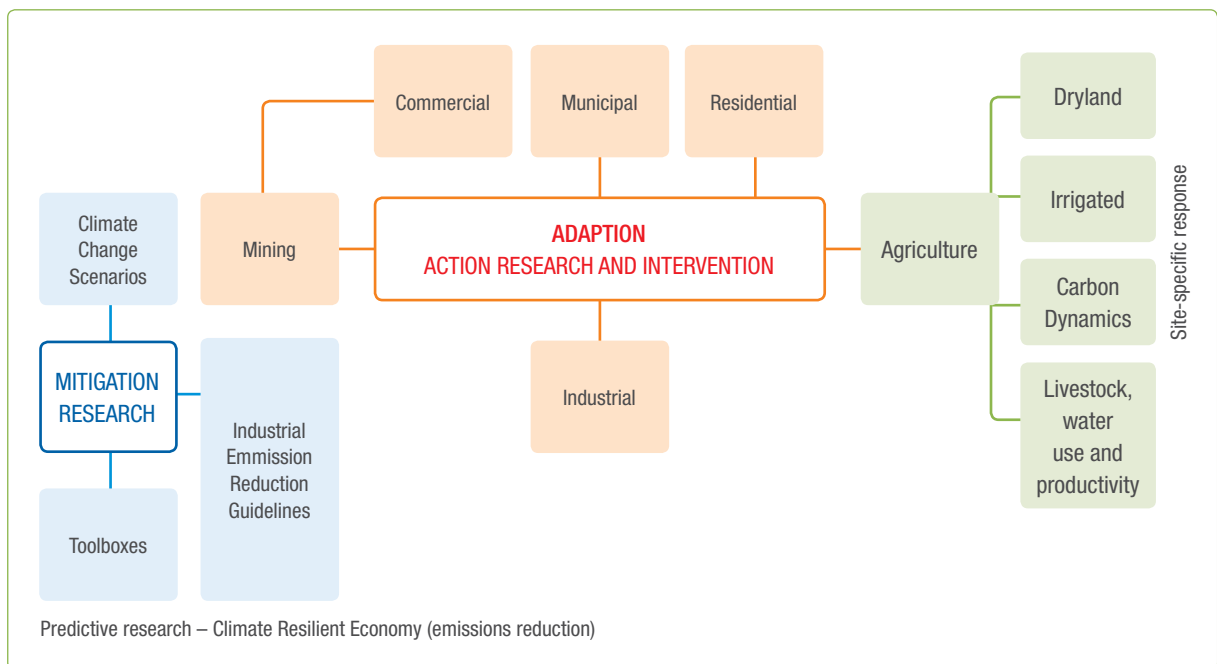 Commercial
Municipal
Residential
Dryland
Irrigated
Carbon
Dynamics
Livestock,
water
use and
productivity
Site-specific response
Climate
Change
Scenarios
Mining
ADAPTION
ACTION RESEARCH AND INTERVENTION
Agriculture
MITIGATION
RESEARCH
Industrial
Emmission
Reduction
Guidelines
Industrial
Toolboxes
Predictive research – Climate Resilient Economy (emissions reduction)